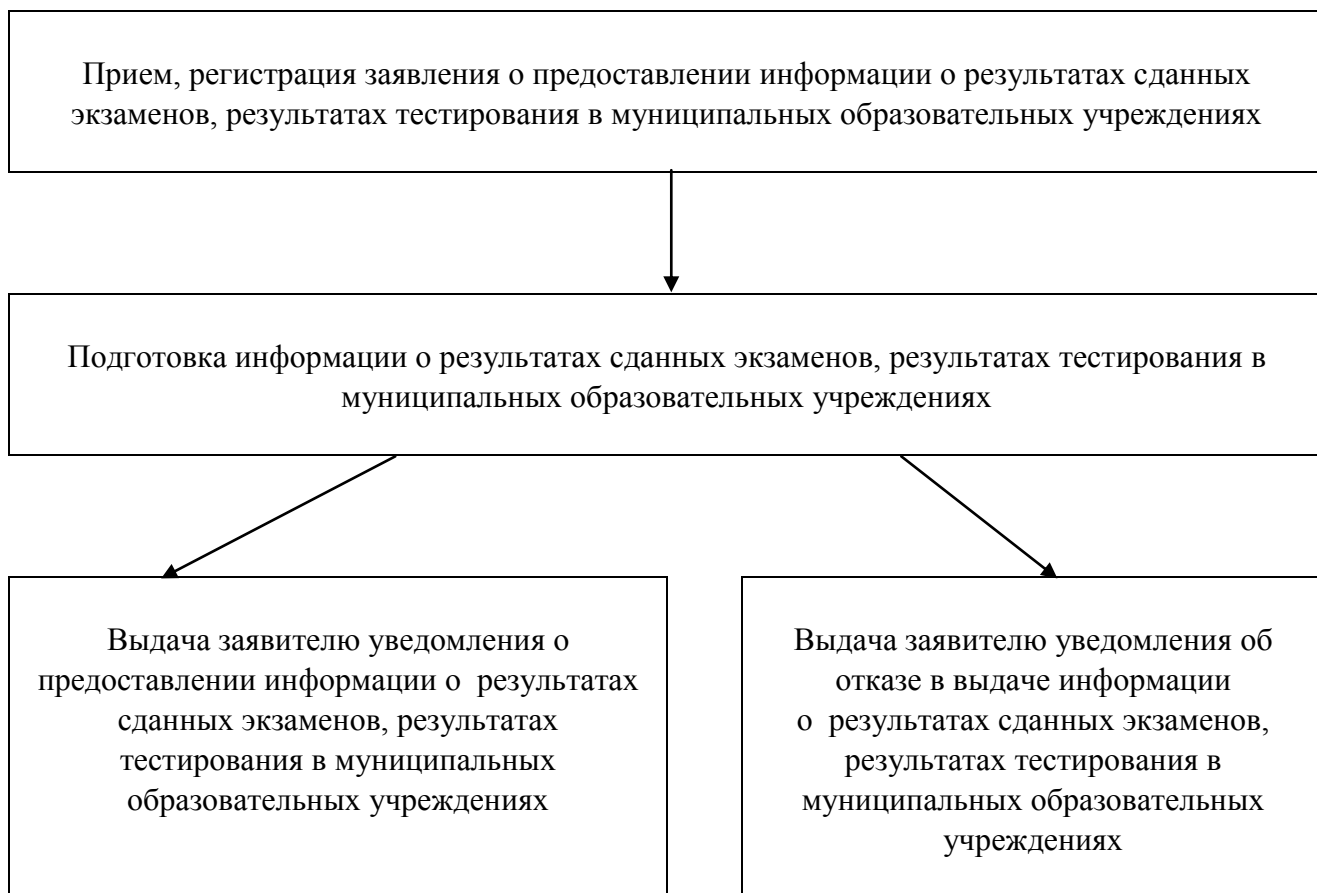 Прием, регистрация заявления о предоставлении информации о результатах сданных
экзаменов, результатах тестирования в муниципальных образовательных учреждениях
Подготовка информации о результатах сданных экзаменов, результатах тестирования в
муниципальных образовательных учреждениях
Выдача заявителю уведомления о
предоставлении информации о  результатах
сданных экзаменов, результатах
тестирования в муниципальных
образовательных учреждениях
Выдача заявителю уведомления об
отказе в выдаче информации
о  результатах сданных экзаменов,
результатах тестирования в
муниципальных образовательных
учреждениях